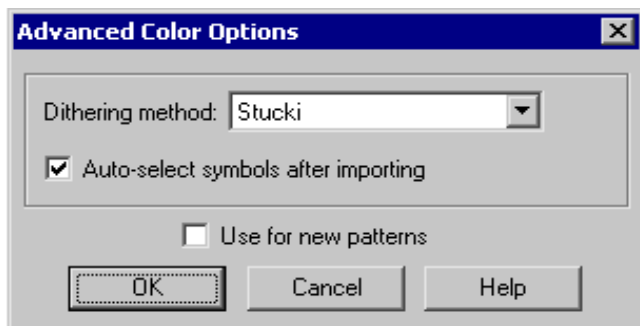 Advanced Color Options
Dithering method: Stucki
Auto-select symbols after importing
Use for new patterns
OK Cancel Help